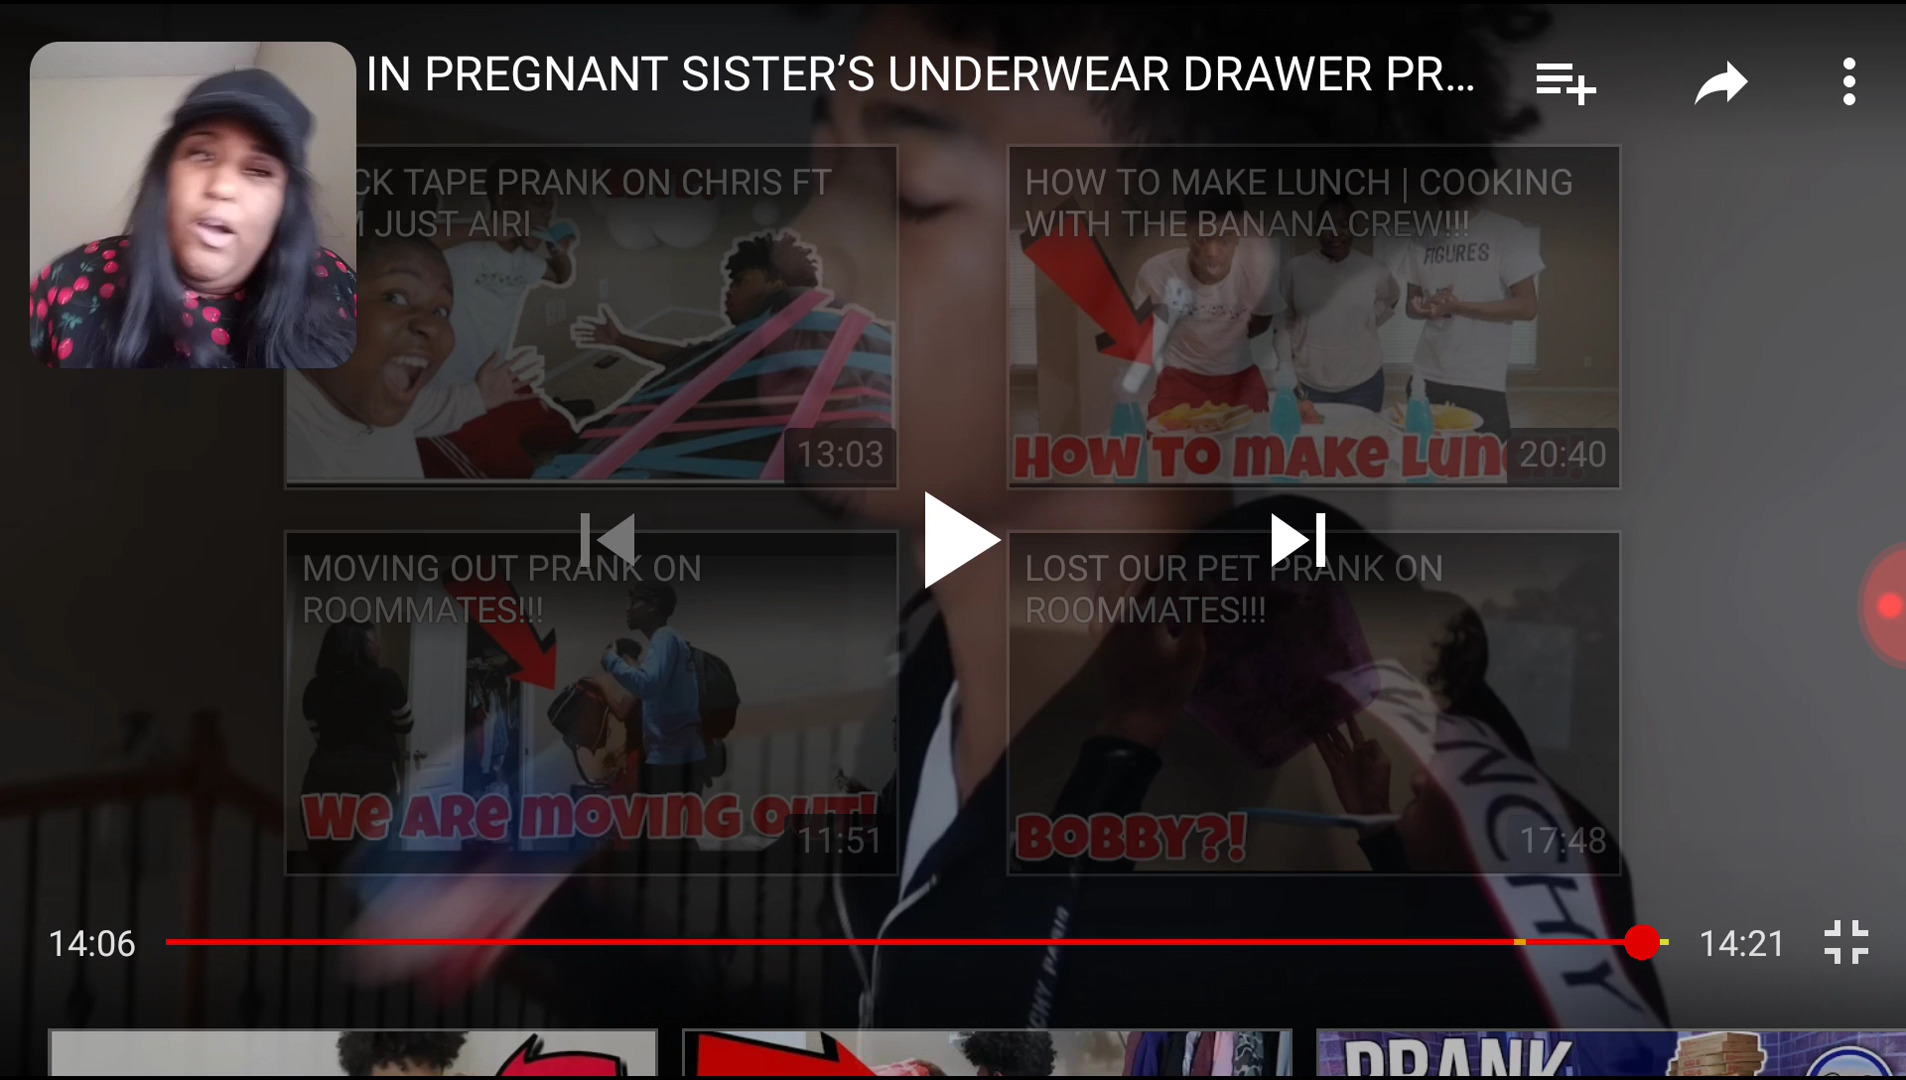 IN PREGNANT SISTER’S UNDERWEAR DRAWER PR...
CK TAPE PRANK ON CHRIS FT
JUST AIRI
13:03
HOW TO MAKE LUNCH | COOKING
WITH THE BANANA CREW!!!
FIGURES
HOW TO MAKE
20:40
MOVING OUT PRANK ON
ROOMMATES!!!
WE ARE MOVING OUT!
11:51
LOST OUR PET PRANK ON
ROOMMATES!!!
BOBBY?!
17:48
14:06
14:21
PRANK